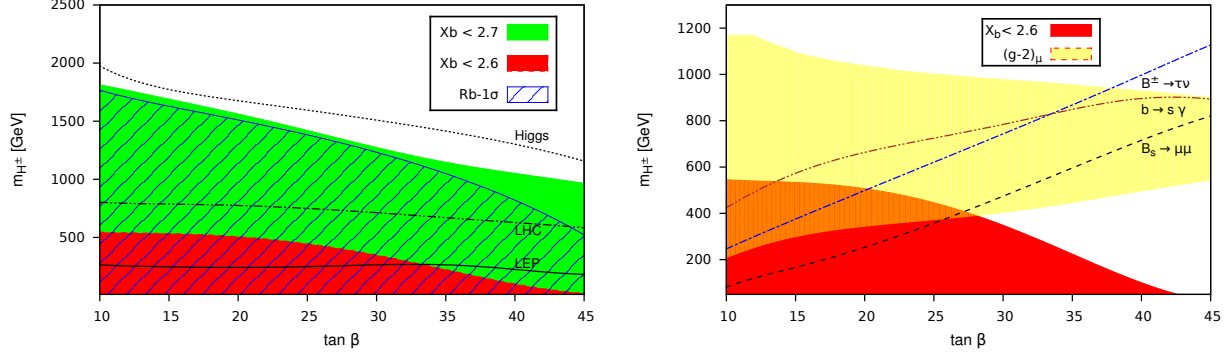 2500
2000
1500
1000
500
m_H± [GeV]
Xb < 2.7
Xb < 2.6
Rb-1σ
Higgs
LHC
LEP
10 15 20 25 30 35 40 45
tan β
1200
1000
800
600
400
200
m_H± [GeV]
X_b < 2.6
(g-2)_μ
B^± →τν
b → s γ
B_s → μμ
10 15 20 25 30 35 40 45
tan β